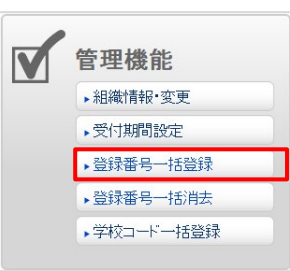 管理機能
組織情報・変更
受付期間設定
登録番号一括登録
登録番号一括消去
学校コード一括登録